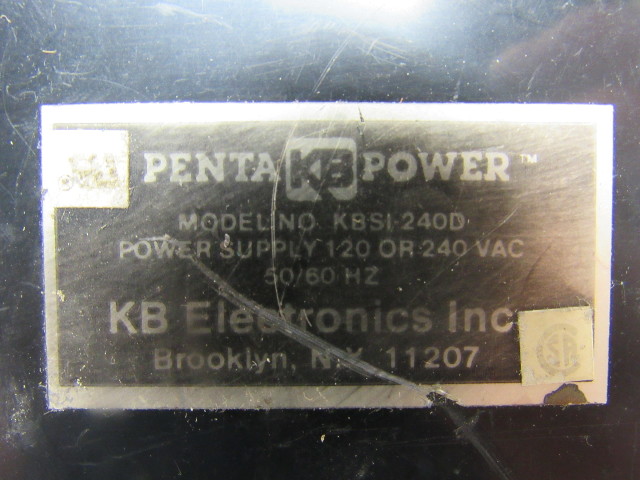 PENTA KB POWER™
MODEL NO. KBSI-240D
POWER SUPPLY 120 OR 240 VAC
50/60 HZ
KB Electronics Inc.
Brooklyn, N.Y. 11207